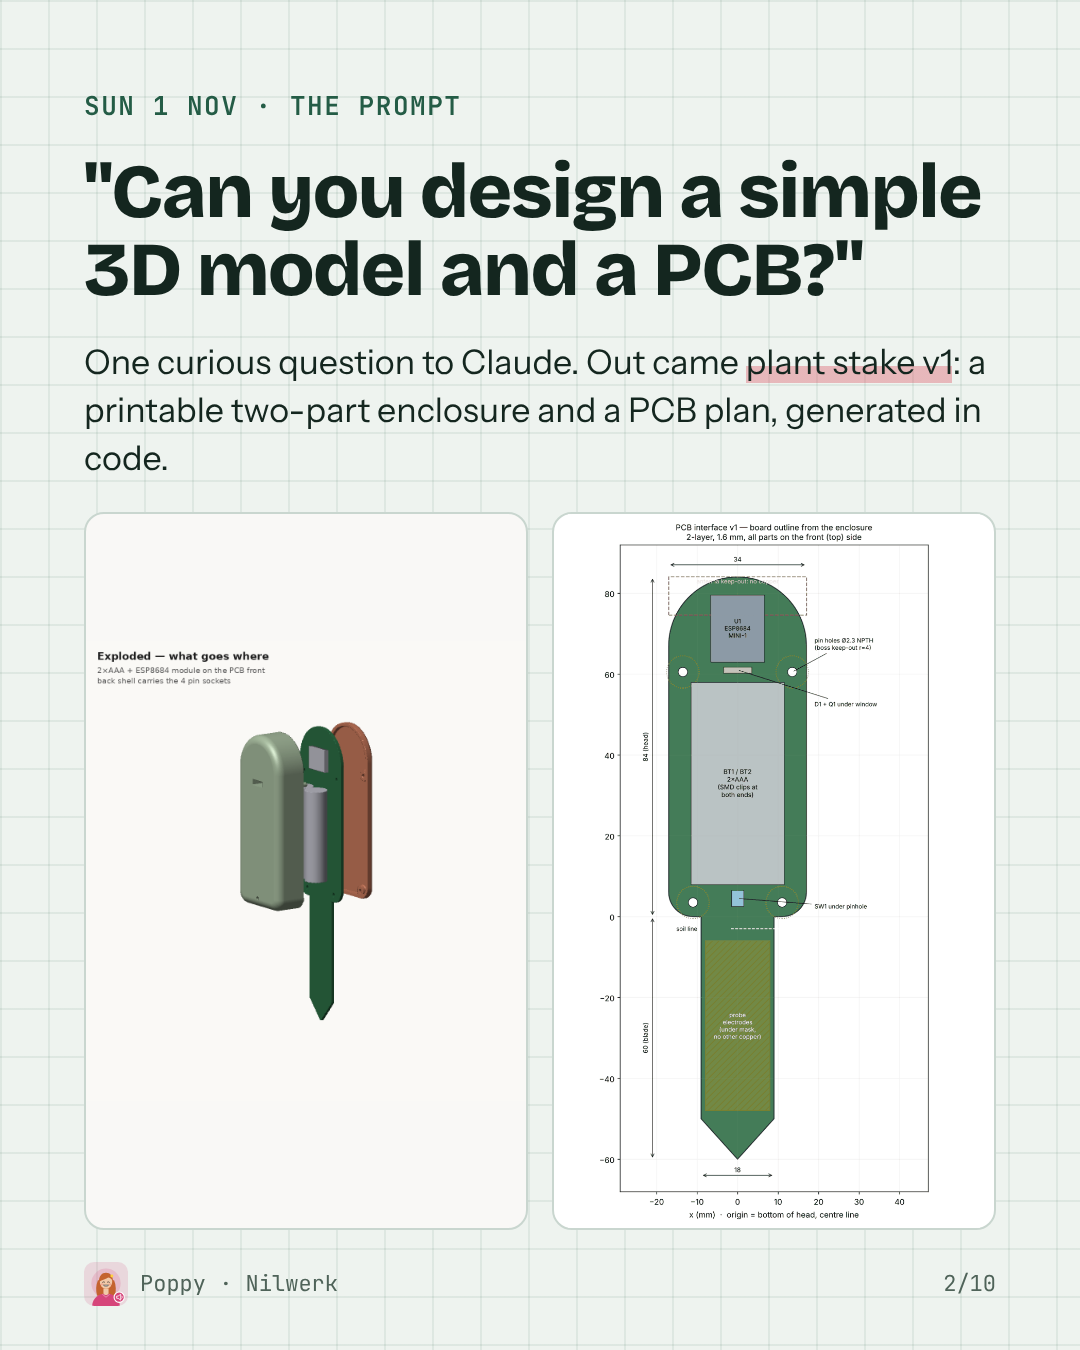 SUN 1 NOV · THE PROMPT
"Can you design a simple
3D model and a PCB?"
One curious question to Claude. Out came plant stake v1: a
printable two-part enclosure and a PCB plan, generated in
code.
Exploded — what goes where
2×AAA + ESP8684 module on the PCB front
back shell carries the 4 pin sockets
PCB interface v1 — board outline from the enclosure
2-layer, 1.6 mm, all parts on the front (top) side
34
keep-out: no
U1
ESP8684
MINI-1
pin holes Ø2.3 NPTH
(boss keep-out r=4)
D1 + Q1 under window
84 (head)
BT1 / BT2
2×AAA
(SMD clips at
both ends)
SW1 under pinhole
soil line
probe
electrodes
(under mask,
no other copper)
60 (blade)
18
80
60
40
20
0
−20
−40
−60
−20 −10 0 10 20 30 40
x (mm) · origin = bottom of head, centre line
Poppy · Nilwerk
2/10